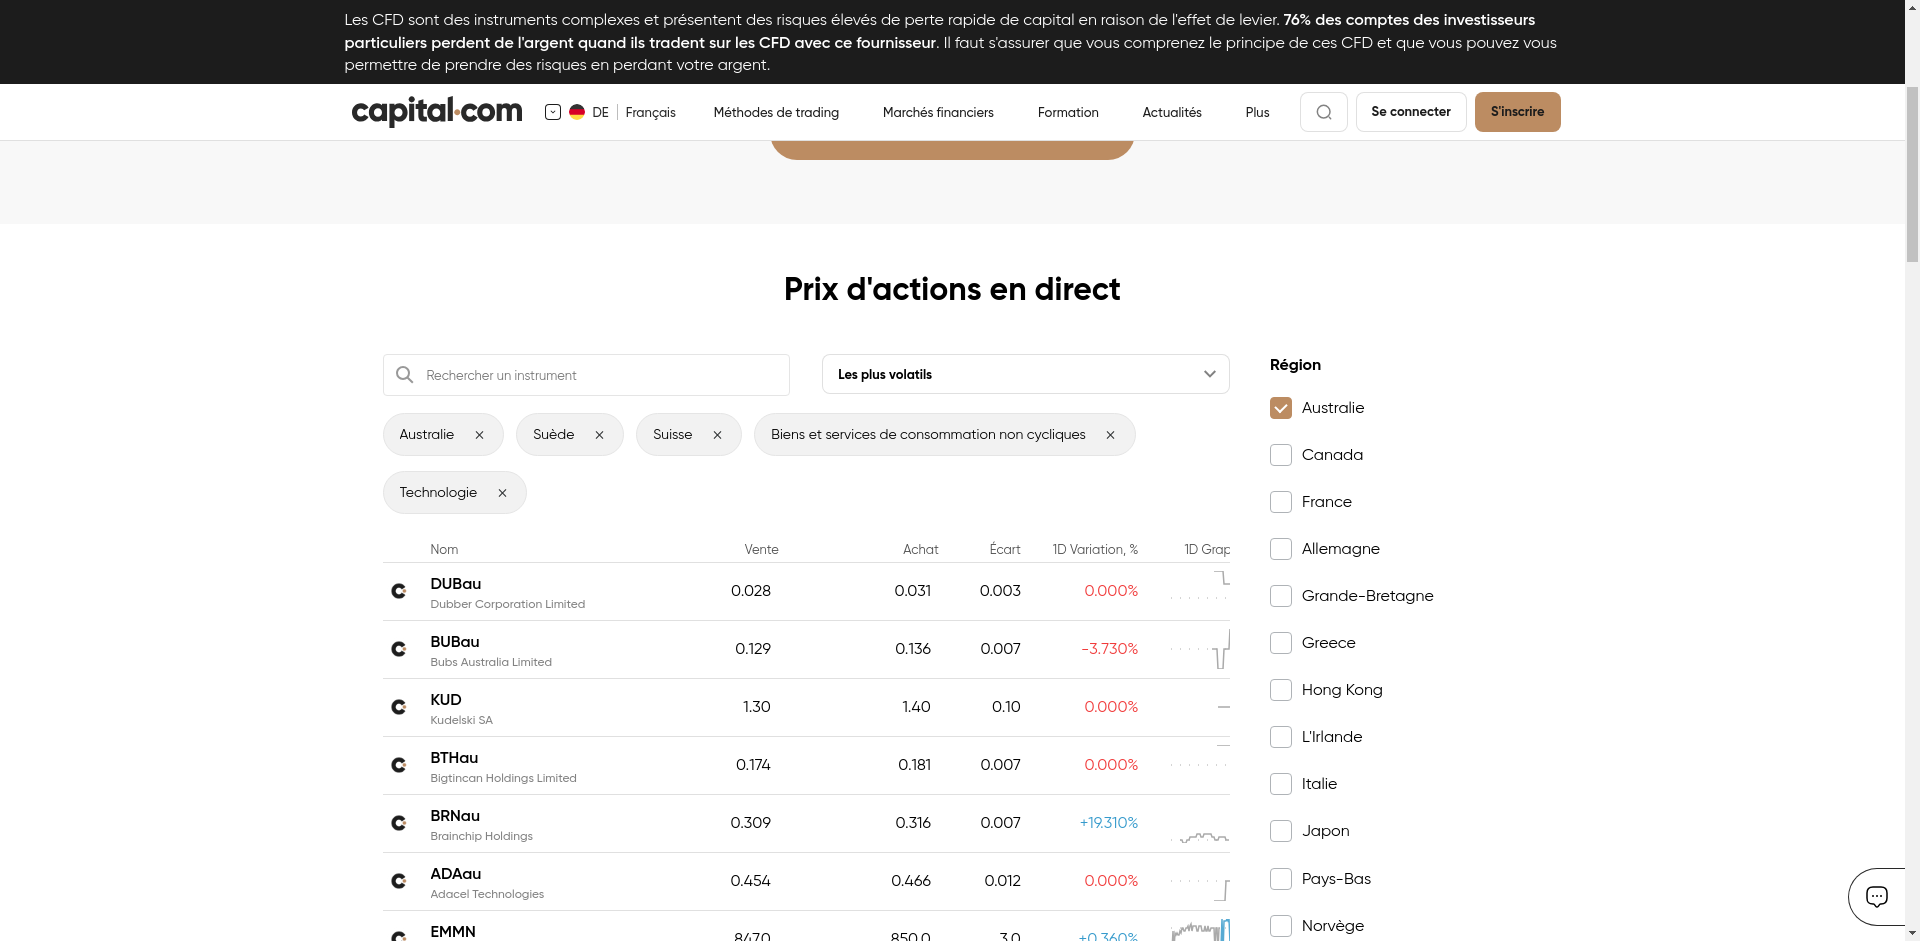 Les CFD sont des instruments complexes et présentent des risques élevés de perte rapide de capital en raison de l'effet de levier. 76% des comptes des investisseurs
particuliers perdent de l'argent quand ils tradent sur les CFD avec ce fournisseur. Il faut s'assurer que vous comprenez le principe de ces CFD et que vous pouvez vous
permettre de prendre des risques en perdant votre argent.
capital.com DE Français Méthodes de trading Marchés financiers Formation Actualités Plus Se connecter S'inscrire
Prix d'actions en direct
Rechercher un instrument
Les plus volatils
Australie Suède Suisse Biens et services de consommation non cycliques
Technologie
Nom Vente Achat Écart 1D Variation, % 1D Grap
DUBau
Dubber Corporation Limited
0.028 0.031 0.003 0.000%
BUBau
Bubs Australia Limited
0.129 0.136 0.007 -3.730%
KUD
Kudelski SA
1.30 1.40 0.10 0.000%
BTHau
Bigtincan Holdings Limited
0.174 0.181 0.007 0.000%
BRNau
Brainchip Holdings
0.309 0.316 0.007 +19.310%
ADAau
Adacel Technologies
0.454 0.466 0.012 0.000%
EMMN
847.0 850.0 3.0 +0.360%
Région
Australie
Canada
France
Allemagne
Grande-Bretagne
Greece
Hong Kong
L'Irlande
Italie
Japon
Pays-Bas
Norvège